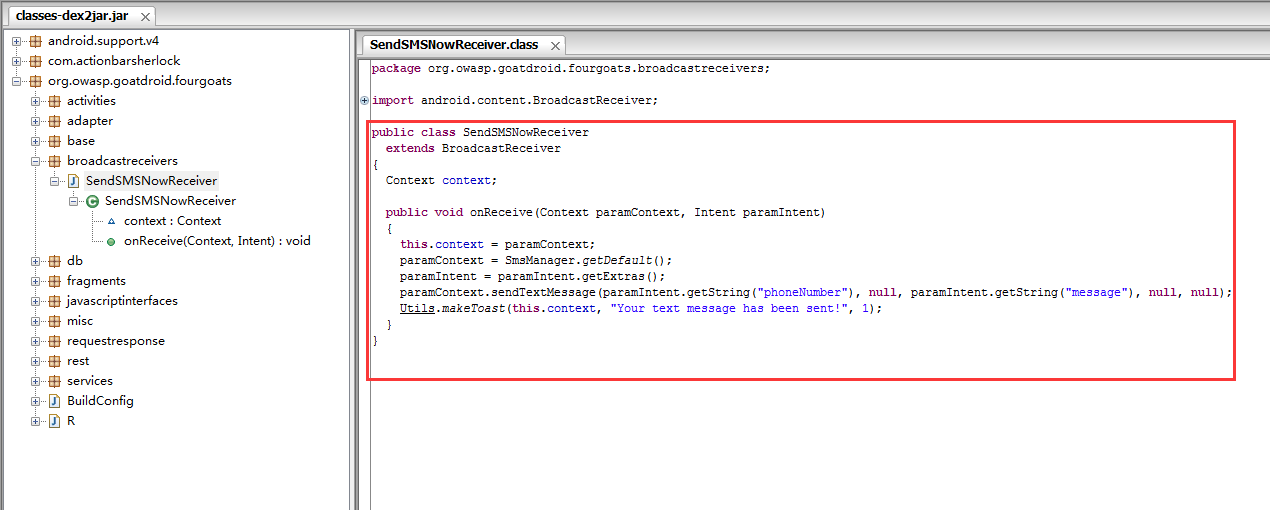 classes-dex2jar.jar
android.support.v4
com.actionbarsherlock
org.owasp.goatdroid.fourgoats
activities
adapter
base
broadcastreceivers
SendSMSNowReceiver
SendSMSNowReceiver
context : Context
onReceive(Context, Intent) : void
db
fragments
javascriptinterfaces
misc
requestresponse
rest
services
BuildConfig
R
SendSMSNowReceiver.class
package org.owasp.goatdroid.fourgoats.broadcastreceivers;
import android.content.BroadcastReceiver;
public class SendSMSNowReceiver
extends BroadcastReceiver
{
Context context;
public void onReceive(Context paramContext, Intent paramIntent)
{
this.context = paramContext;
paramContext = SmsManager.getDefault();
paramIntent = paramIntent.getExtras();
paramContext.sendTextMessage(paramIntent.getString("phoneNumber"), null, paramIntent.getString("message"), null, null);
Utils.makeToast(this.context, "Your text message has been sent!", 1);
}
}